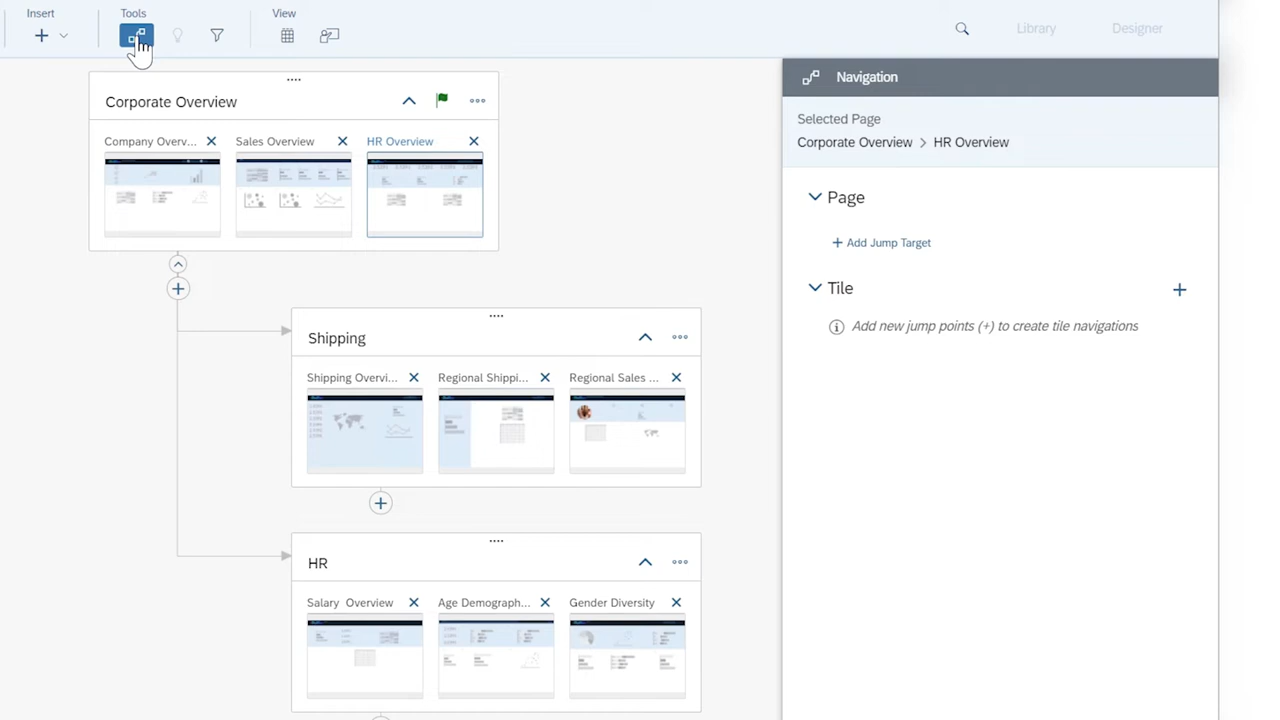 Insert
Tools
View
Library
Designer
Corporate Overview
Company Overv...
Sales Overview
HR Overview
Shipping
Shipping Overvi...
Regional Shippi...
Regional Sales ...
HR
Salary Overview
Age Demograph...
Gender Diversity
Navigation
Selected Page
Corporate Overview > HR Overview
Page
+ Add Jump Target
Tile
Add new jump points (+) to create tile navigations